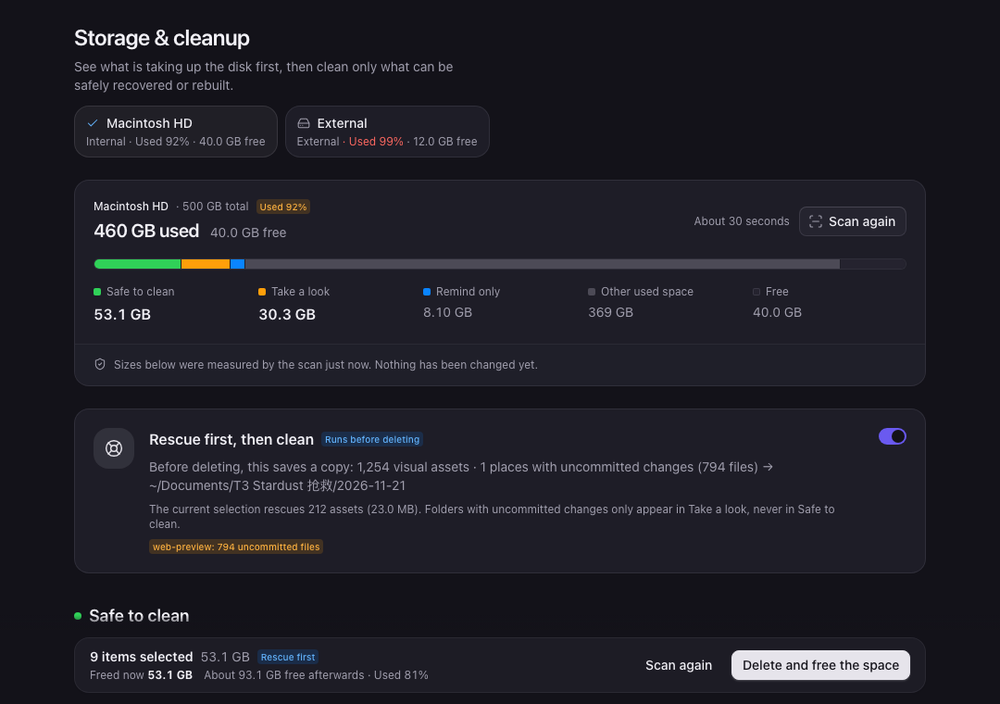 Storage & cleanup
See what is taking up the disk first, then clean only what can be
safely recovered or rebuilt.
Macintosh HD
Internal · Used 92% · 40.0 GB free
External
External · Used 99% · 12.0 GB free
Macintosh HD · 500 GB total Used 92%
460 GB used 40.0 GB free
About 30 seconds Scan again
Safe to clean
53.1 GB
Take a look
30.3 GB
Remind only
8.10 GB
Other used space
369 GB
Free
40.0 GB
Sizes below were measured by the scan just now. Nothing has been changed yet.
Rescue first, then clean Runs before deleting
Before deleting, this saves a copy: 1,254 visual assets · 1 places with uncommitted changes (794 files) →
~/Documents/T3 Stardust 抢救/2026-11-21
The current selection rescues 212 assets (23.0 MB). Folders with uncommitted changes only appear in Take a look, never in Safe to
clean.
web-preview: 794 uncommitted files
Safe to clean
9 items selected 53.1 GB Rescue first
Freed now 53.1 GB About 93.1 GB free afterwards · Used 81%
Scan again
Delete and free the space